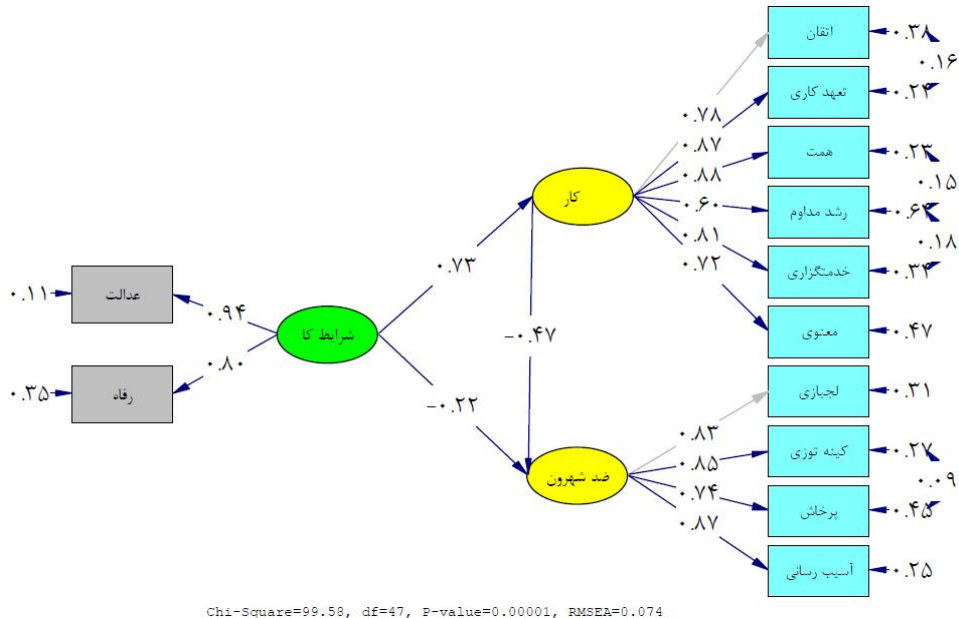 اتقان
۰.۳۸
۰.۱۶
تعهد کاری
۰.۲۴
همت
۰.۲۳
۰.۱۵
رشد مداوم
۰.۶۴
۰.۱۸
خدمتگزاری
۰.۳۴
معنوی
۰.۴۷
لجبازی
۰.۳۱
کینه توزی
۰.۲۷
۰.۰۹
پرخاش
۰.۴۵
آسیب رسانی
۰.۲۵
۰.۷۸
۰.۸۷
۰.۸۸
۰.۶۰
۰.۸۱
۰.۷۲
کار
۰.۷۳
-۰.۴۷
-۰.۲۲
۰.۸۳
۰.۸۵
۰.۷۴
۰.۸۷
ضد شهرون
شرایط کا
۰.۹۴
۰.۸۰
عدالت
۰.۱۱
رفاه
۰.۳۵
Chi-Square=99.58, df=47, P-value=0.00001, RMSEA=0.074